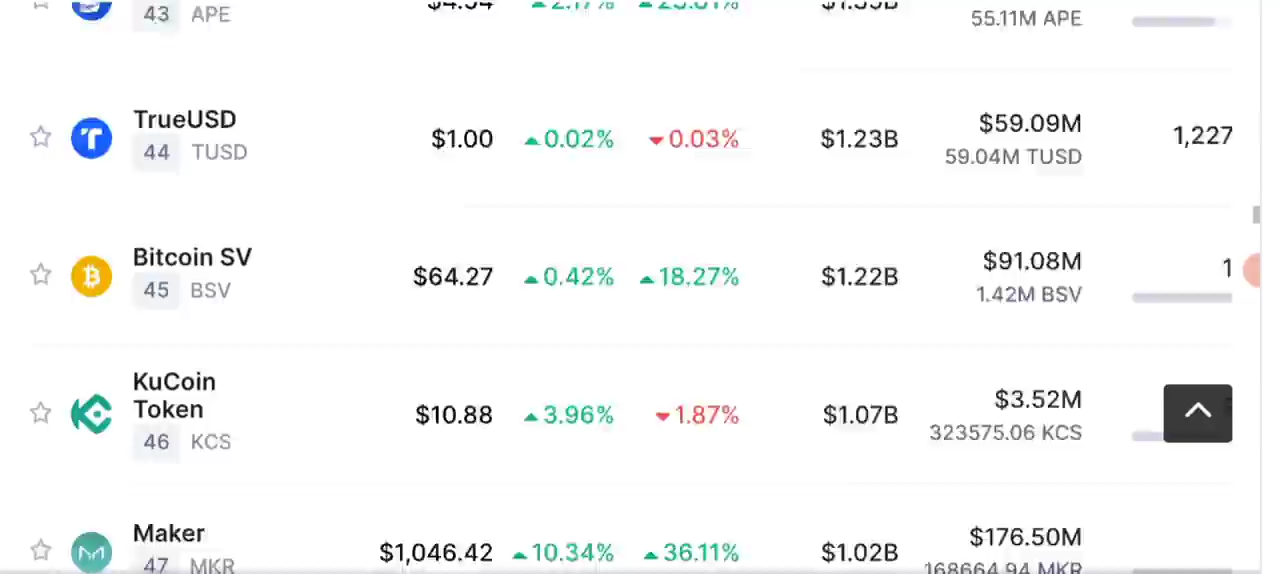 43 APE 55.11M APE
TrueUSD
44 TUSD $1.00 0.02% 0.03% $1.23B $59.09M 1,227
59.04M TUSD
Bitcoin SV
45 BSV $64.27 0.42% 18.27% $1.22B $91.08M 1
1.42M BSV
KuCoin
Token
46 KCS $10.88 3.96% 1.87% $1.07B $3.52M
323575.06 KCS
Maker
47 MKR $1,046.42 10.34% 36.11% $1.02B $176.50M
168664.94 MKR